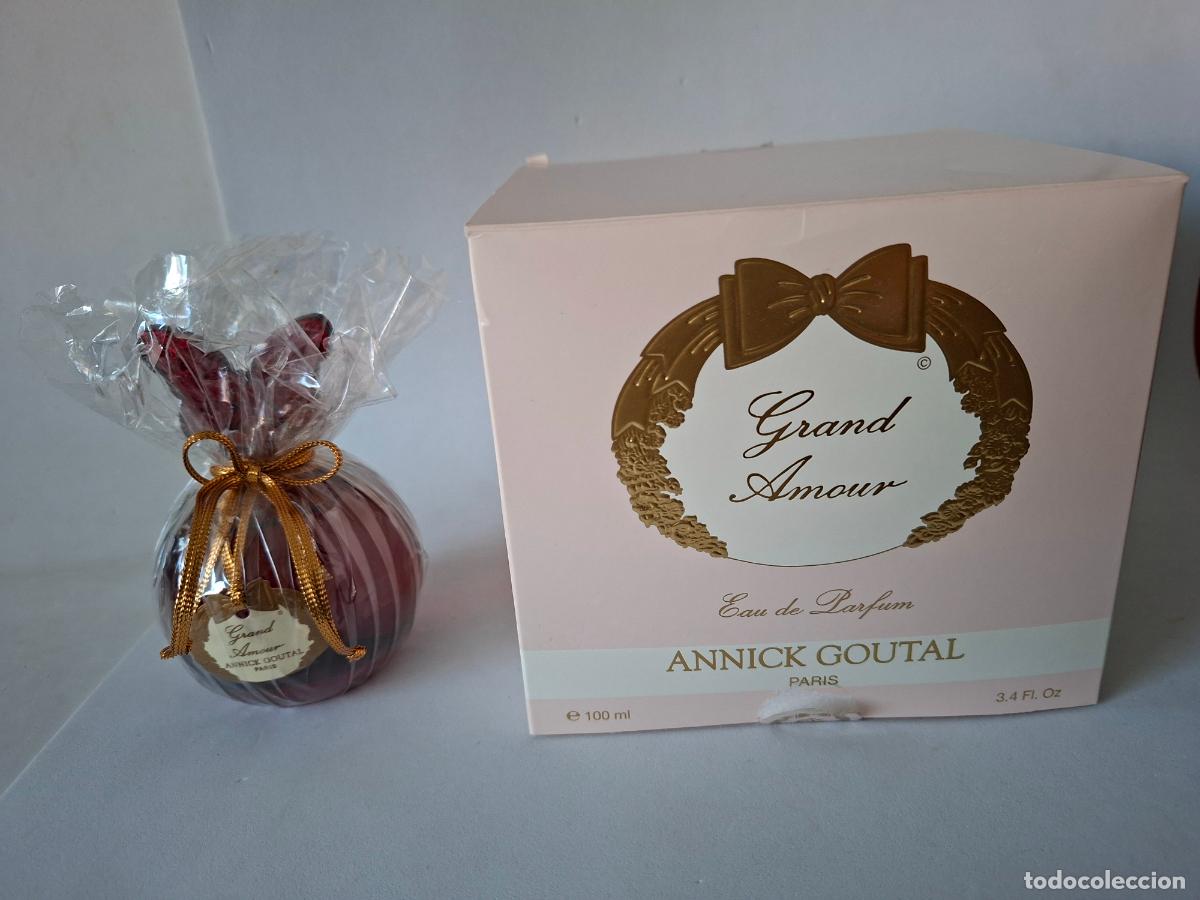 Grand
Amour
ANNICK GOUTAL
PARIS
©
Grand
Amour
Eau de Parfum
ANNICK GOUTAL
PARIS
e 100 ml
3.4 Fl. Oz
todocoleccion